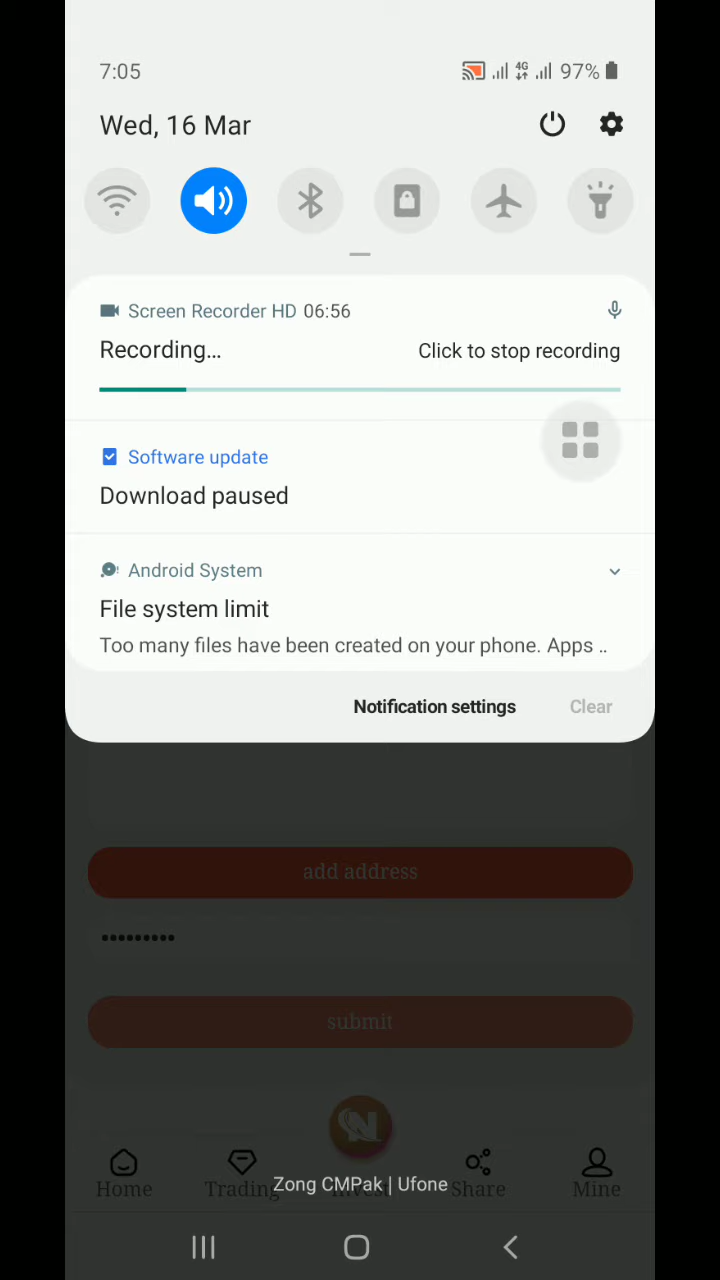 7:05 4G 97%
Wed, 16 Mar
Screen Recorder HD 06:56
Recording... Click to stop recording
Software update
Download paused
Android System
File system limit
Too many files have been created on your phone. Apps ..
Notification settings Clear
add address
•••••••••
submit
N
Home Trading Invest Share Mine
Zong CMPak | Ufone